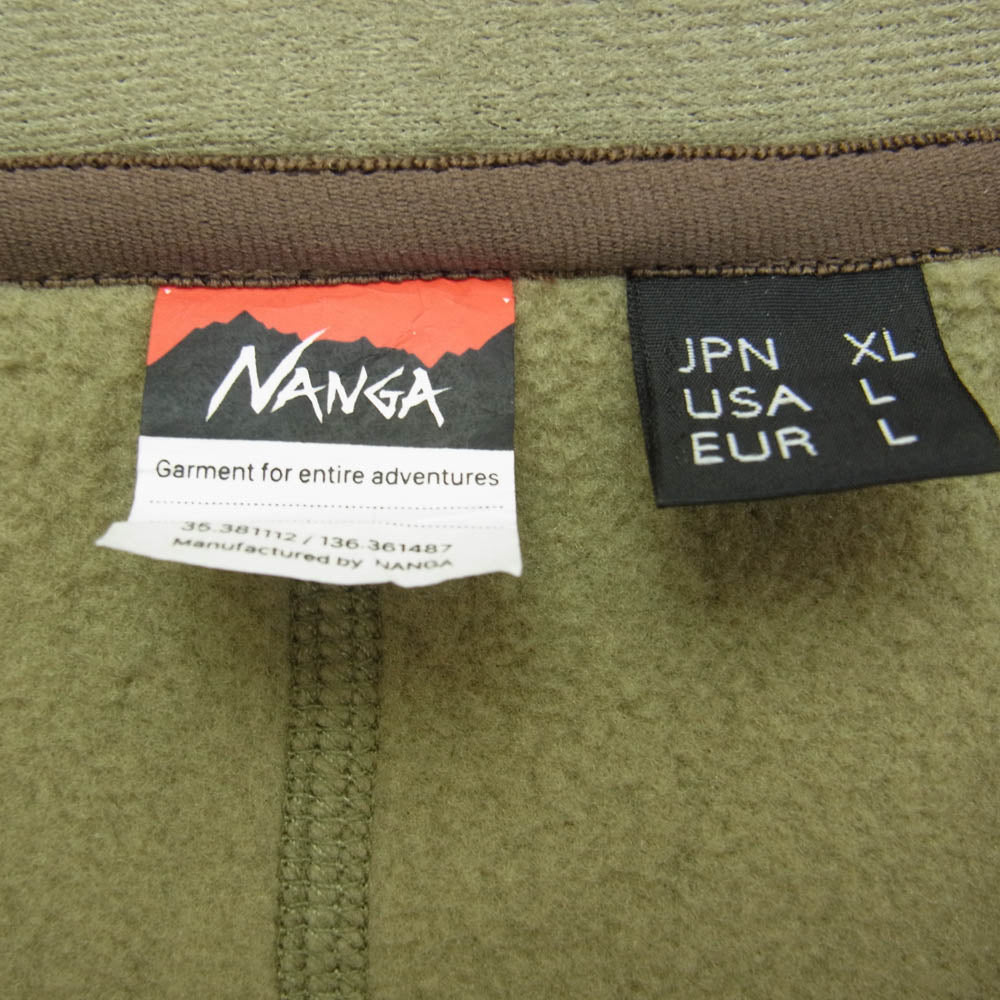 NANGA
Garment for entire adventures
35.381112 / 136.361487
Manufactured by NANGA
JPN XL
USA L
EUR L